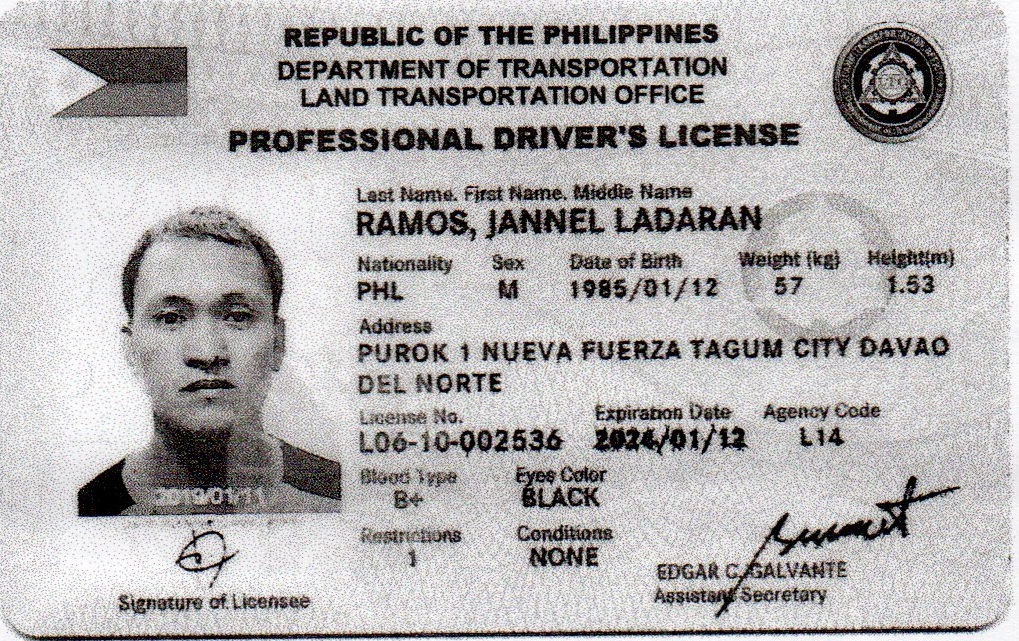 REPUBLIC OF THE PHILIPPINES
DEPARTMENT OF TRANSPORTATION
LAND TRANSPORTATION OFFICE
PROFESSIONAL DRIVER'S LICENSE
Last Name. First Name. Middle Name
RAMOS, JANNEL LADARAN
Nationality Sex Date of Birth Weight (kg) Height(m)
PHL M 1985/01/12 57 1.53
Address
PUROK 1 NUEVA FUERZA TAGUM CITY DAVAO
DEL NORTE
License No. Expiration Date Agency Code
L06-10-002536 2024/01/12 L14
Blood Type Eyes Color
B+ BLACK
2019/01/11
Restrictions Conditions
1 NONE
EDGAR C. GALVANTE
Assistant Secretary
Signature of Licensee